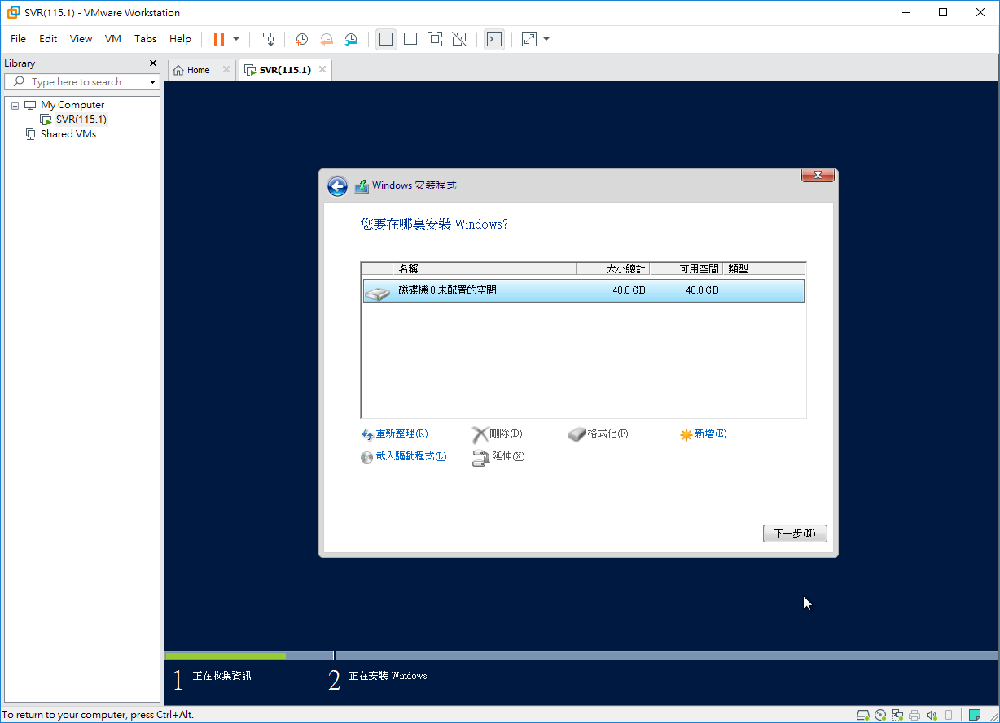 SVR(115.1) - VMware Workstation
File Edit View VM Tabs Help
Library
Home
SVR(115.1)
Type here to search
My Computer
SVR(115.1)
Shared VMs
Windows 安裝程式
您要在哪裏安裝 Windows?
名稱 大小總計 可用空間 類型
磁碟機 0 未配置的空間 40.0 GB 40.0 GB
重新整理(R) 刪除(D) 格式化(F) 新增(E)
載入驅動程式(L) 延伸(X)
下一步(N)
1 正在收集資訊 2 正在安裝 Windows
To return to your computer, press Ctrl+Alt.